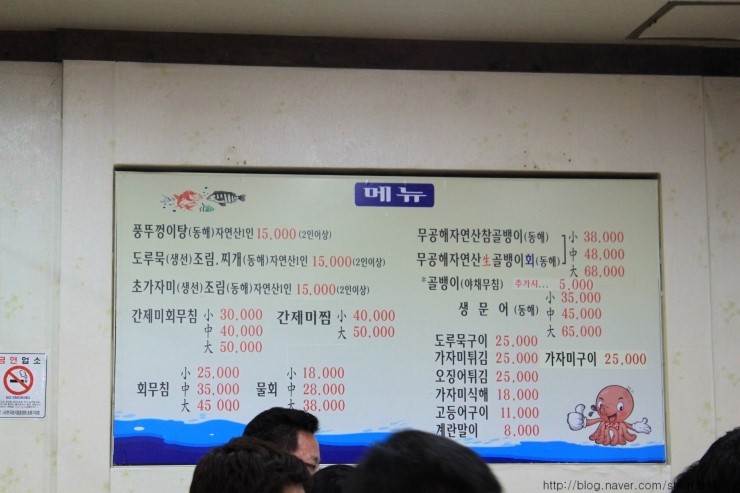 메뉴
풍뚜껑이탕(동해)자연산1인 15,000 (2인이상)
도루묵(생선)조림.찌개(동해)자연산1인 15,000(2인이상)
초가자미(생선)조림(동해)자연산1인 15,000(2인이상)
간제미회무침 小 30,000
中 40,000
大 50,000
간제미찜 小 40,000
大 50,000
회무침 小 25,000
中 35,000
大 45,000
물회 小 18,000
中 28,000
大 38,000
무공해자연산참골뱅이(동해)
무공해자연산生골뱅이회(동해)
小 38,000
中 48,000
大 68,000
*골뱅이(야채무침) 추가시... 5,000
생 문 어(동해) 小 35,000
中 45,000
大 65,000
도루묵구이 25,000
가자미튀김 25,000 가자미구이 25,000
오징어튀김 25,000
가자미식해 18,000
고등어구이 11,000
계란말이 8,000
금연업소
NO SMOKING